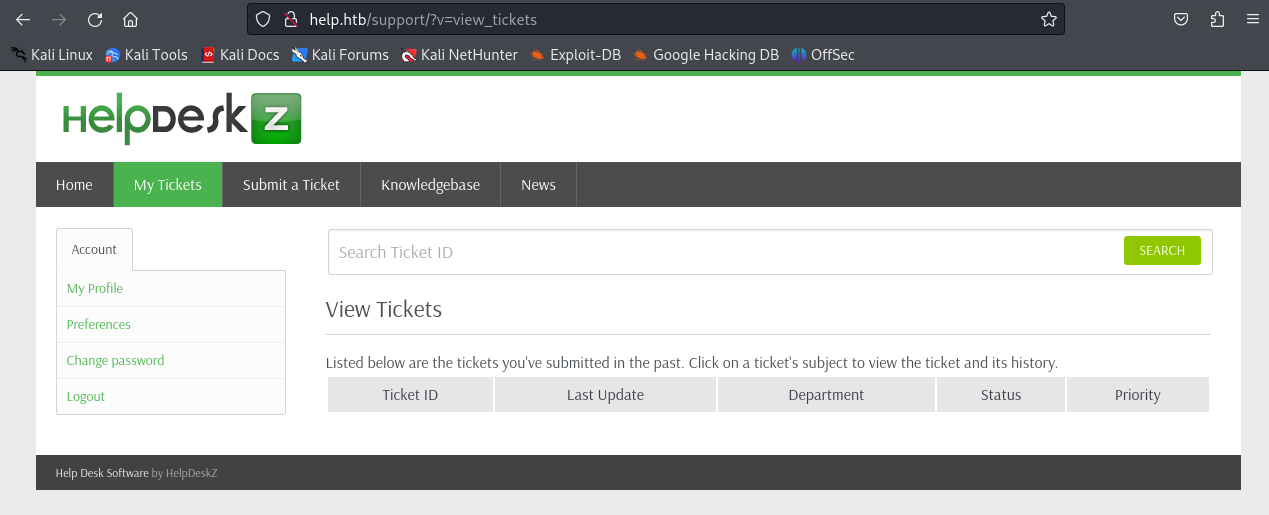 help.htb/support/?v=view_tickets
Kali Linux Kali Tools Kali Docs Kali Forums Kali NetHunter Exploit-DB Google Hacking DB OffSec
HelpDesk Z
Home My Tickets Submit a Ticket Knowledgebase News
Account
My Profile
Preferences
Change password
Logout
Search Ticket ID SEARCH
View Tickets
Listed below are the tickets you've submitted in the past. Click on a ticket's subject to view the ticket and its history.
Ticket ID Last Update Department Status Priority
Help Desk Software by HelpDeskZ